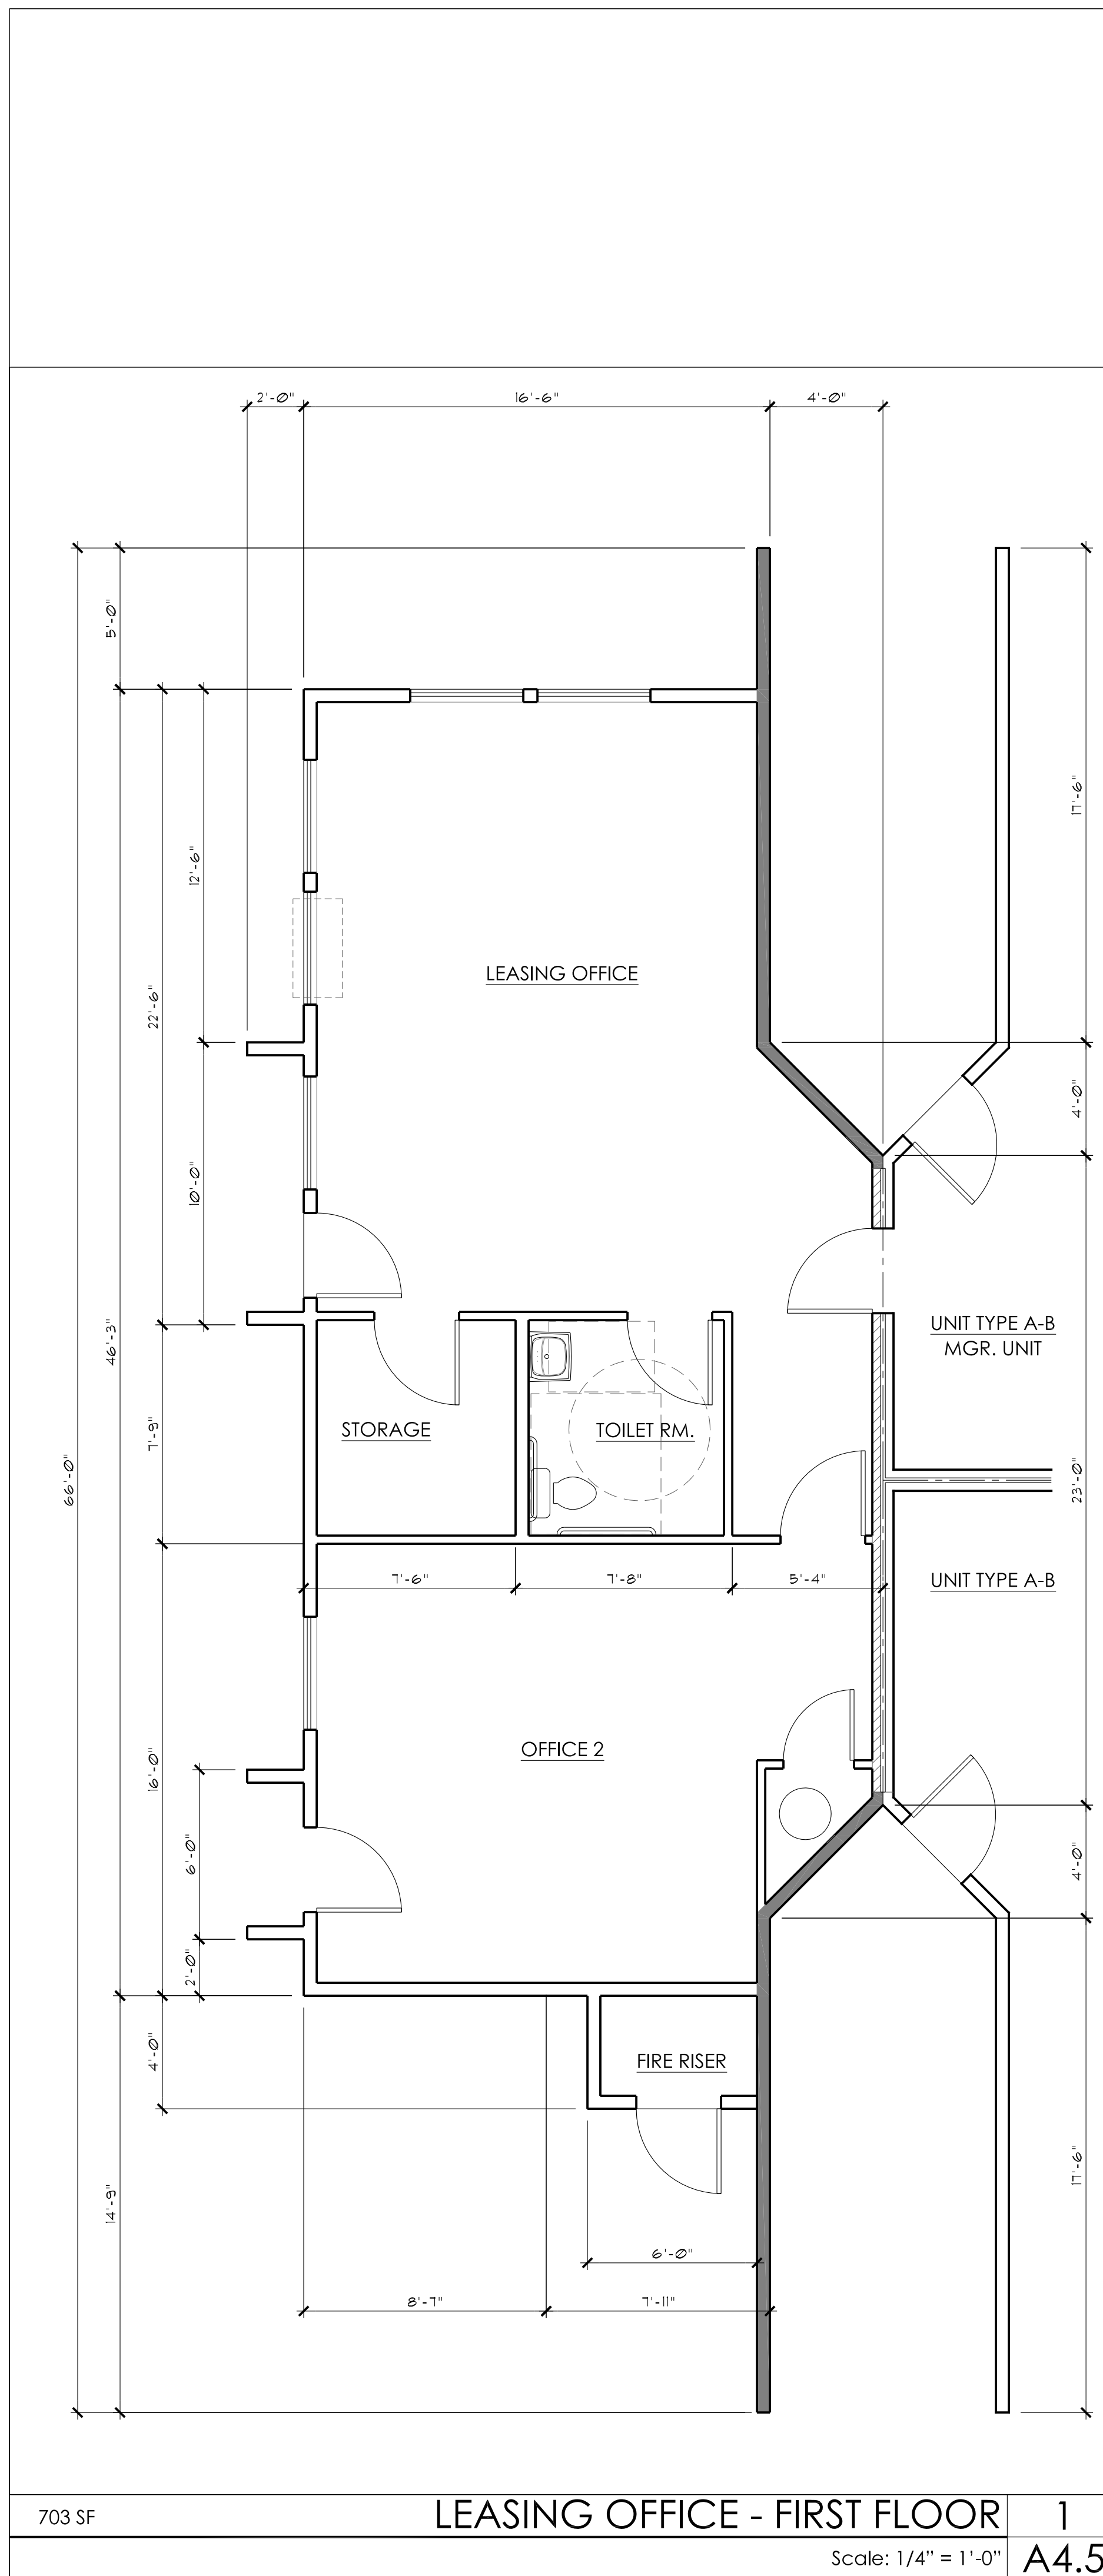 2'-0"
16'-6"
4'-0"
5'-0"
17'-6"
12'-6"
LEASING OFFICE
22'-6"
4'-0"
10'-0"
46'-3"
UNIT TYPE A-B
MGR. UNIT
STORAGE
TOILET RM.
7'-9"
66'-0"
23'-0"
7'-6"
7'-8"
5'-4"
UNIT TYPE A-B
OFFICE 2
16'-0"
6'-0"
4'-0"
2'-0"
4'-0"
FIRE RISER
17'-6"
14'-9"
6'-0"
8'-7"
7'-11"
703 SF
LEASING OFFICE - FIRST FLOOR
1
Scale: 1/4" = 1'-0"
A4.5